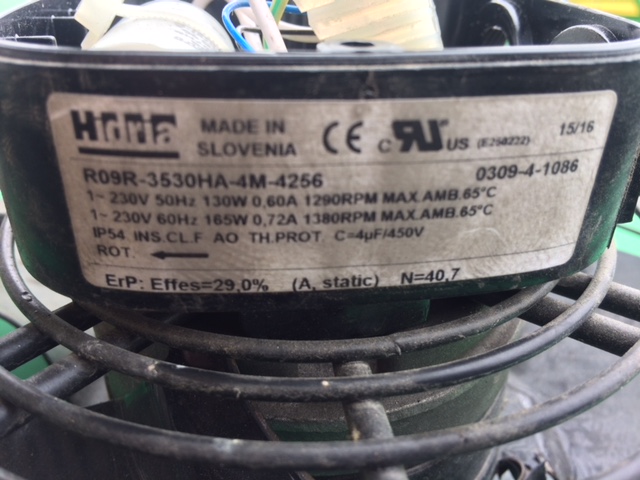 Hidria MADE IN SLOVENIA CE c RU US (E258222) 15/16
R09R-3530HA-4M-4256 0309-4-1086
1~ 230V 50Hz 130W 0,60A 1290RPM MAX.AMB.65°C
1~ 230V 60Hz 165W 0,72A 1380RPM MAX.AMB.65°C
IP54 INS.CL.F AO TH.PROT. C=4µF/450V
ROT.
ErP: Effes=29,0% (A, static) N=40,7